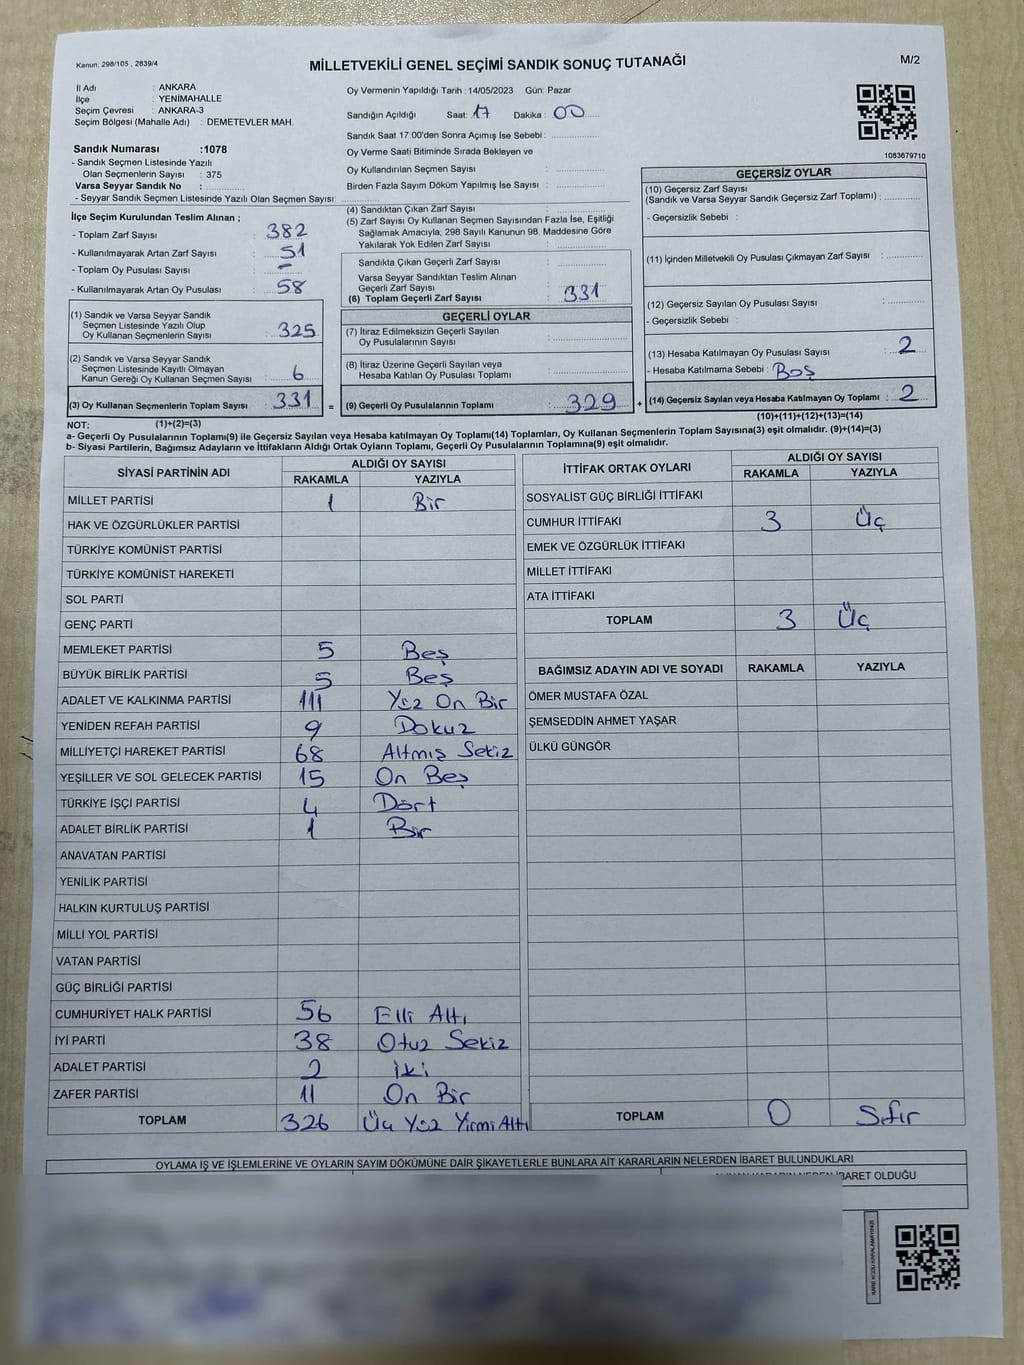 Kanun: 298/105 , 2839/4
MİLLETVEKİLİ GENEL SEÇİMİ SANDIK SONUÇ TUTANAĞI
M/2
İl Adı : ANKARA
İlçe : YENİMAHALLE
Seçim Çevresi : ANKARA-3
Seçim Bölgesi (Mahalle Adı) : DEMETEVLER MAH.
Sandık Numarası :1078
- Sandık Seçmen Listesinde Yazılı
Olan Seçmenlerin Sayısı : 375
Varsa Seyyar Sandık No :
- Seyyar Sandık Seçmen Listesinde Yazılı Olan Seçmen Sayısı:
Oy Vermenin Yapıldığı Tarih : 14/05/2023 Gün: Pazar
Sandığın Açıldığı Saat: 17 Dakika : 00
Sandık Saat 17:00'den Sonra Açımış İse Sebebi :
Oy Verme Saati Bitiminde Sırada Bekleyen ve
Oy Kullandırılan Seçmen Sayısı :
Birden Fazla Sayım Döküm Yapılmış İse Sayısı :
1083679710
İlçe Seçim Kurulundan Teslim Alınan ;
- Toplam Zarf Sayısı : 382
- Kullanılmayarak Artan Zarf Sayısı : 51
- Toplam Oy Pusulası Sayısı : -
- Kullanılmayarak Artan Oy Pusulası : 58
(1) Sandık ve Varsa Seyyar Sandık
Seçmen Listesinde Yazılı Olup
Oy Kullanan Seçmenlerin Sayısı : 325
(2) Sandık ve Varsa Seyyar Sandık
Seçmen Listesinde Kayıtlı Olmayan
Kanun Gereği Oy Kullanan Seçmen Sayısı : 6
(3) Oy Kullanan Seçmenlerin Toplam Sayısı : 331 =
(4) Sandıktan Çıkan Zarf Sayısı :
(5) Zarf Sayısı Oy Kullanan Seçmen Sayısından Fazla İse, Eşitliği
Sağlamak Amacıyla; 298 Sayılı Kanunun 98. Maddesine Göre
Yakılarak Yok Edilen Zarf Sayısı :
Sandıkta Çıkan Geçerli Zarf Sayısı :
Varsa Seyyar Sandıktan Teslim Alınan
Geçerli Zarf Sayısı :
(6) Toplam Geçerli Zarf Sayısı : 331
GEÇERLİ OYLAR
(7) İtiraz Edilmeksizin Geçerli Sayılan
Oy Pusulalarının Sayısı :
(8) İtiraz Üzerine Geçerli Sayılan veya
Hesaba Katılan Oy Pusulası Toplamı :
(9) Geçerli Oy Pusulalarının Toplamı : 329 +
GEÇERSİZ OYLAR
(10) Geçersiz Zarf Sayısı
(Sandık ve Varsa Seyyar Sandık Geçersiz Zarf Toplamı) :
- Geçersizlik Sebebi :
(11) İçinden Milletvekili Oy Pusulası Çıkmayan Zarf Sayısı :
(12) Geçersiz Sayılan Oy Pusulası Sayısı :
- Geçersizlik Sebebi :
(13) Hesaba Katılmayan Oy Pusulası Sayısı : 2
- Hesaba Katılmama Sebebi : Boş
(14) Geçersiz Sayılan veya Hesaba Katılmayan Oy Toplamı : 2
NOT: (1)+(2)=(3)
(10)+(11)+(12)+(13)=(14)
a- Geçerli Oy Pusulalarının Toplamı(9) ile Geçersiz Sayılan veya Hesaba katılmayan Oy Toplamı(14) Toplamları, Oy Kullanan Seçmenlerin Toplam Sayısına(3) eşit olmalıdır. (9)+(14)=(3)
b- Siyasi Partilerin, Bağımsız Adayların ve İttifakların Aldığı Ortak Oyların Toplamı, Geçerli Oy Pusulalarının Toplamına(9) eşit olmalıdır.
SİYASİ PARTİNİN ADI ALDIĞI OY SAYISI
RAKAMLA YAZIYLA
MİLLET PARTİSİ 1 Bir
HAK VE ÖZGÜRLÜKLER PARTİSİ
TÜRKİYE KOMÜNİST PARTİSİ
TÜRKİYE KOMÜNİST HAREKETİ
SOL PARTİ
GENÇ PARTİ
MEMLEKET PARTİSİ 5 Beş
BÜYÜK BİRLİK PARTİSİ 5 Beş
ADALET VE KALKINMA PARTİSİ 111 Yüz On Bir
YENİDEN REFAH PARTİSİ 9 Dokuz
MİLLİYETÇİ HAREKET PARTİSİ 68 Altmış Sekiz
YEŞİLLER VE SOL GELECEK PARTİSİ 15 On Beş
TÜRKİYE İŞÇİ PARTİSİ 4 Dört
ADALET BİRLİK PARTİSİ 1 Bir
ANAVATAN PARTİSİ
YENİLİK PARTİSİ
HALKIN KURTULUŞ PARTİSİ
MİLLİ YOL PARTİSİ
VATAN PARTİSİ
GÜÇ BİRLİĞİ PARTİSİ
CUMHURİYET HALK PARTİSİ 56 Elli Altı
İYİ PARTİ 38 Otuz Sekiz
ADALET PARTİSİ 2 İki
ZAFER PARTİSİ 11 On Bir
TOPLAM 326 Üç Yüz Yirmi Altı
İTTİFAK ORTAK OYLARI ALDIĞI OY SAYISI
RAKAMLA YAZIYLA
SOSYALİST GÜÇ BİRLİĞİ İTTİFAKI
CUMHUR İTTİFAKI 3 Üç
EMEK VE ÖZGÜRLÜK İTTİFAKI
MİLLET İTTİFAKI
ATA İTTİFAKI
TOPLAM 3 Üç
BAĞIMSIZ ADAYIN ADI VE SOYADI RAKAMLA YAZIYLA
ÖMER MUSTAFA ÖZAL
ŞEMSEDDİN AHMET YAŞAR
ÜLKÜ GÜNGÖR
TOPLAM 0 Sıfır
OYLAMA İŞ VE İŞLEMLERİNE VE OYLARIN SAYIM DÖKÜMÜNE DAİR ŞİKAYETLERLE BUNLARA AİT KARARLARIN NELERDEN İBARET BULUNDUKLARI
İBARET OLDUĞU